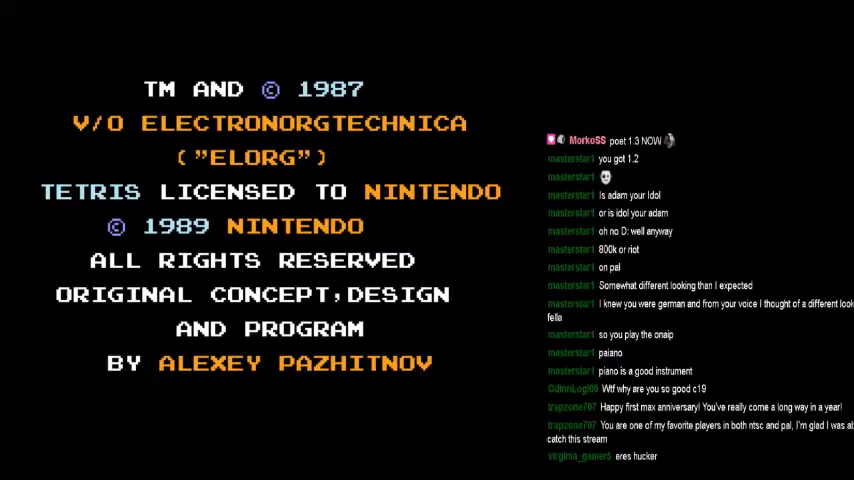 TM AND © 1987
V/O ELECTRONORGTECHNICA
("ELORG")
TETRIS LICENSED TO NINTENDO
© 1989 NINTENDO
ALL RIGHTS RESERVED
ORIGINAL CONCEPT,DESIGN
AND PROGRAM
BY ALEXEY PAZHITNOV
MorkoSS poet 1.3 NOW
masterstar1 you got 1.2
masterstar1
masterstar1 Is adam your Idol
masterstar1 or is idol your adam
masterstar1 oh no D: well anyway
masterstar1 800k or riot
masterstar1 on pal
masterstar1 Somewhat different looking than I expected
masterstar1 I knew you were german and from your voice I thought of a different look
fella
masterstar1 so you play the onaip
masterstar1 paiano
masterstar1 piano is a good instrument
OdinnLogi08 Wtf why are you so good c19
trapzone707 Happy first max anniversary! You've really come a long way in a year!
trapzone707 You are one of my favorite players in both ntsc and pal, I'm glad I was ab
catch this stream
virginia_gamer5 eres hucker